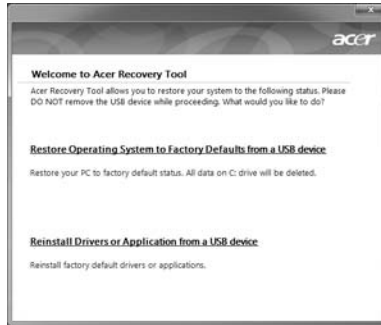 acer
Welcome to Acer Recovery Tool
Acer Recovery Tool allows you to restore your system to the following status. Please
DO NOT remove the USB device while proceeding. What would you like to do?
Restore Operating System to Factory Defaults from a USB device
Restore your PC to factory default status. All data on C: drive will be deleted.
Reinstall Drivers or Application from a USB device
Reinstall factory default drivers or applications.